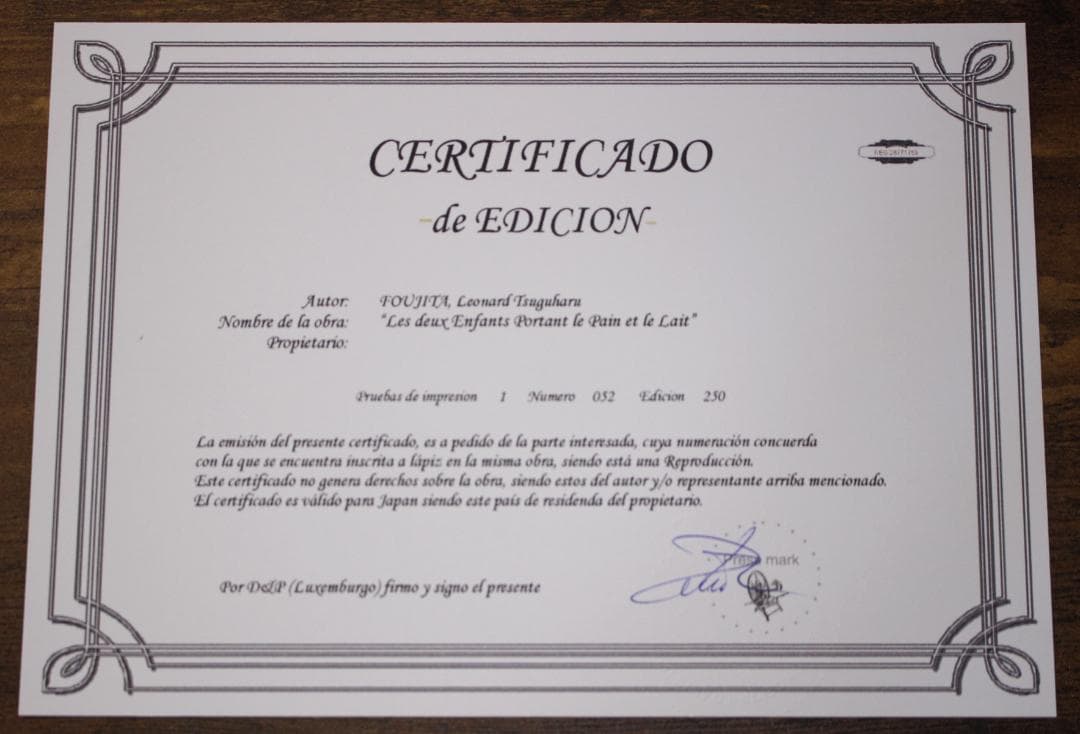 CERTIFICADO
-de EDICION-
Autor: FOUJITA, Leonard Tsuguharu
Nombre de la obra: "Les deux Enfants Portant le Pain et le Lait"
Propietario:
Pruebas de impresion 1 Numero 052 Edicion 250
La emisión del presente certificado, es a pedido de la parte interesada, cuya numeración concuerda
con la que se encuentra inscrita a lápiz en la misma obra, siendo está una Reproducción.
Este certificado no genera derechos sobre la obra, siendo estos del autor y/o representante arriba mencionado.
El certificado es válido para Japan siendo este país de residenda del propietario.
Press mark
Por D&P (Luxemburgo) firmo y signo el presente